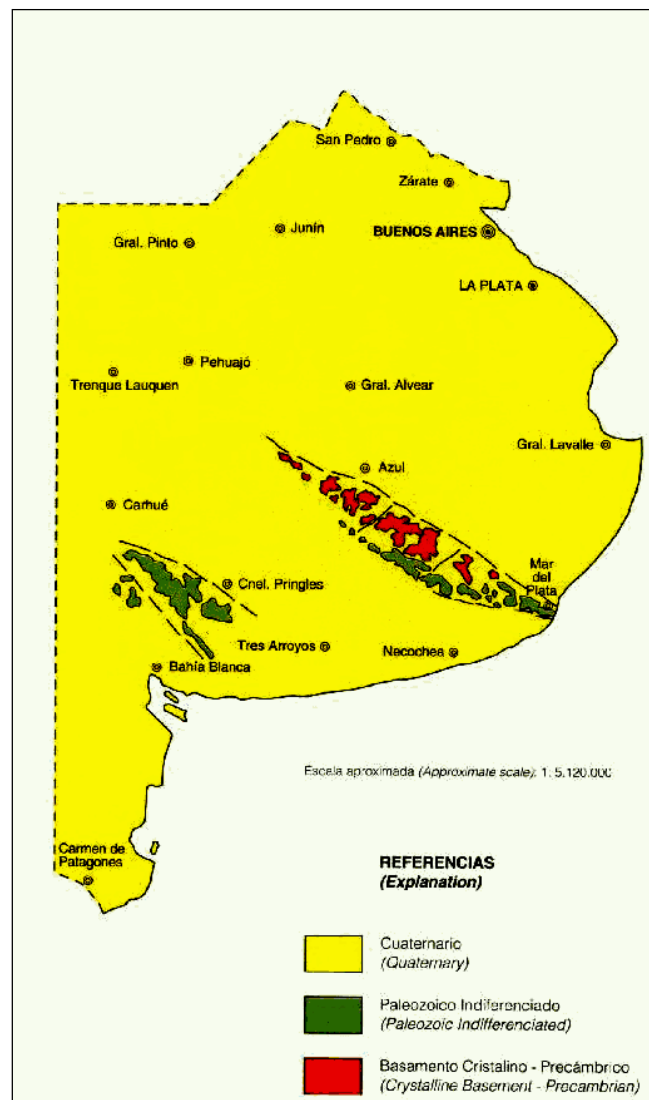 San Pedro
Zárate
Junín
BUENOS AIRES
Gral. Pinto
LA PLATA
Pehuajó
Trenque Lauquen
Gral. Alvear
Gral. Lavalle
Azul
Carhué
Mar
del
Plata
Cnel. Pringles
Tres Arroyos
Necochea
Bahía Blanca
Escala aproximada (Approximate scale): 1: 5.120.000
Carmen de
Patagones
REFERENCIAS
(Explanation)
Cuaternario
(Quaternary)
Paleozoico Indiferenciado
(Paleozoic Indifferenciated)
Basamento Cristalino - Precámbrico
(Crystalline Basement - Precambrian)